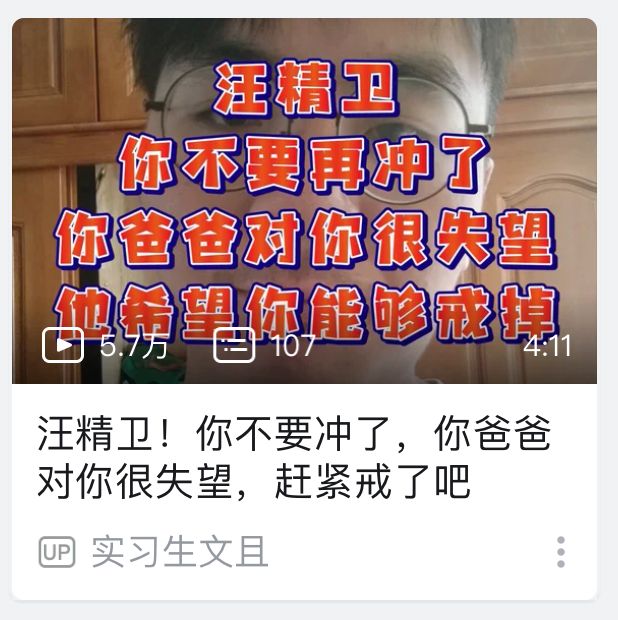 汪精卫
你不要再冲了
你爸爸对你很失望
他希望你能够戒掉
5.7万 107 4:11
汪精卫！你不要冲了，你爸爸
对你很失望，赶紧戒了吧
UP 实习生文且